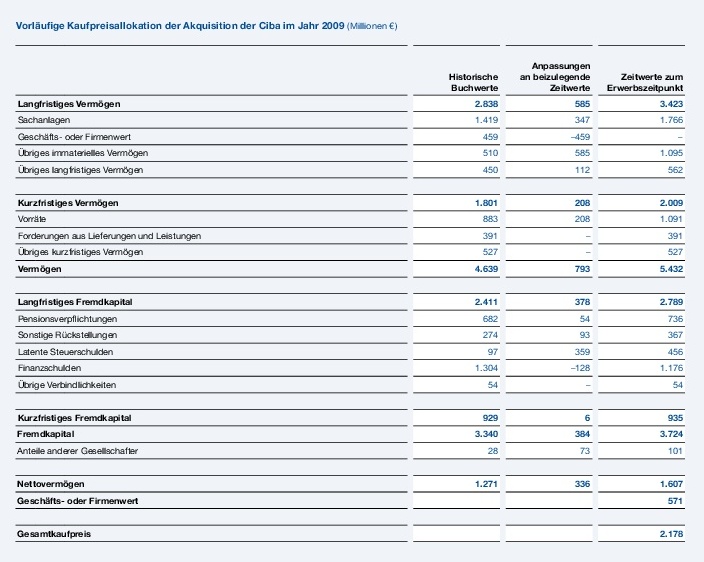 Vorläufige Kaufpreisallokation der Akquisition der Ciba im Jahr 2009 (Millionen €)
Historische Buchwerte Anpassungen an beizulegende Zeitwerte Zeitwerte zum Erwerbszeitpunkt
Langfristiges Vermögen 2.838 585 3.423
Sachanlagen 1.419 347 1.766
Geschäfts- oder Firmenwert 459 –459 –
Übriges immaterielles Vermögen 510 585 1.095
Übriges langfristiges Vermögen 450 112 562
Kurzfristiges Vermögen 1.801 208 2.009
Vorräte 883 208 1.091
Forderungen aus Lieferungen und Leistungen 391 – 391
Übriges kurzfristiges Vermögen 527 – 527
Vermögen 4.639 793 5.432
Langfristiges Fremdkapital 2.411 378 2.789
Pensionsverpflichtungen 682 54 736
Sonstige Rückstellungen 274 93 367
Latente Steuerschulden 97 359 456
Finanzschulden 1.304 –128 1.176
Übrige Verbindlichkeiten 54 – 54
Kurzfristiges Fremdkapital 929 6 935
Fremdkapital 3.340 384 3.724
Anteile anderer Gesellschafter 28 73 101
Nettovermögen 1.271 336 1.607
Geschäfts- oder Firmenwert 571
Gesamtkaufpreis 2.178